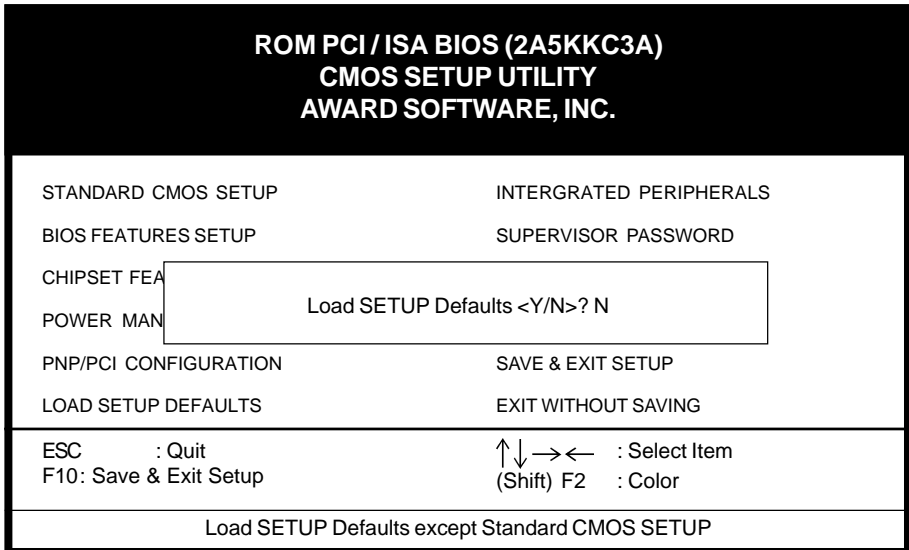 ROM PCI / ISA BIOS (2A5KKC3A)
CMOS SETUP UTILITY
AWARD SOFTWARE, INC.
STANDARD CMOS SETUP
INTERGRATED PERIPHERALS
BIOS FEATURES SETUP
SUPERVISOR PASSWORD
CHIPSET FEA
Load SETUP Defaults <Y/N>? N
POWER MAN
PNP/PCI CONFIGURATION
SAVE & EXIT SETUP
LOAD SETUP DEFAULTS
EXIT WITHOUT SAVING
ESC : Quit
↑↓→← : Select Item
F10: Save & Exit Setup
(Shift) F2 : Color
Load SETUP Defaults except Standard CMOS SETUP